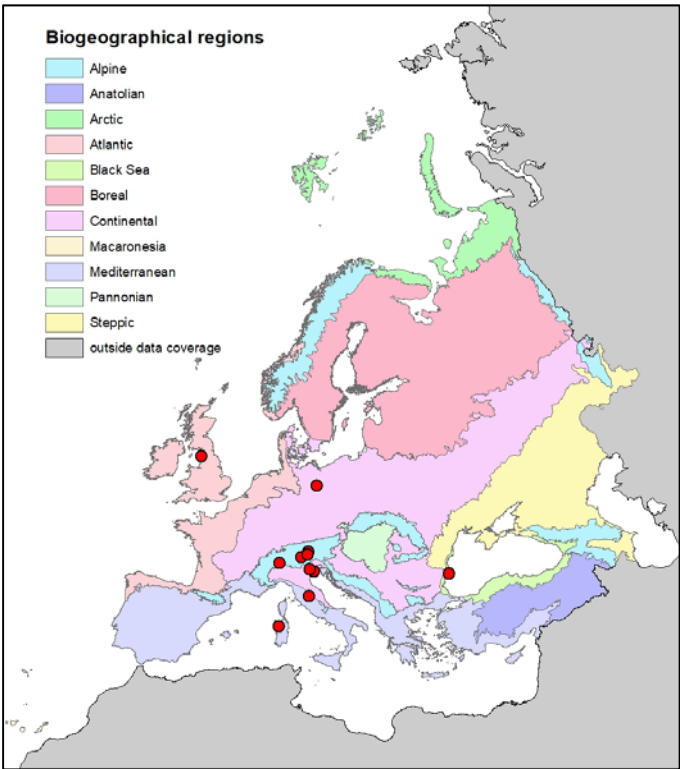 Biogeographical regions
Alpine
Anatolian
Arctic
Atlantic
Black Sea
Boreal
Continental
Macaronesia
Mediterranean
Pannonian
Steppic
outside data coverage